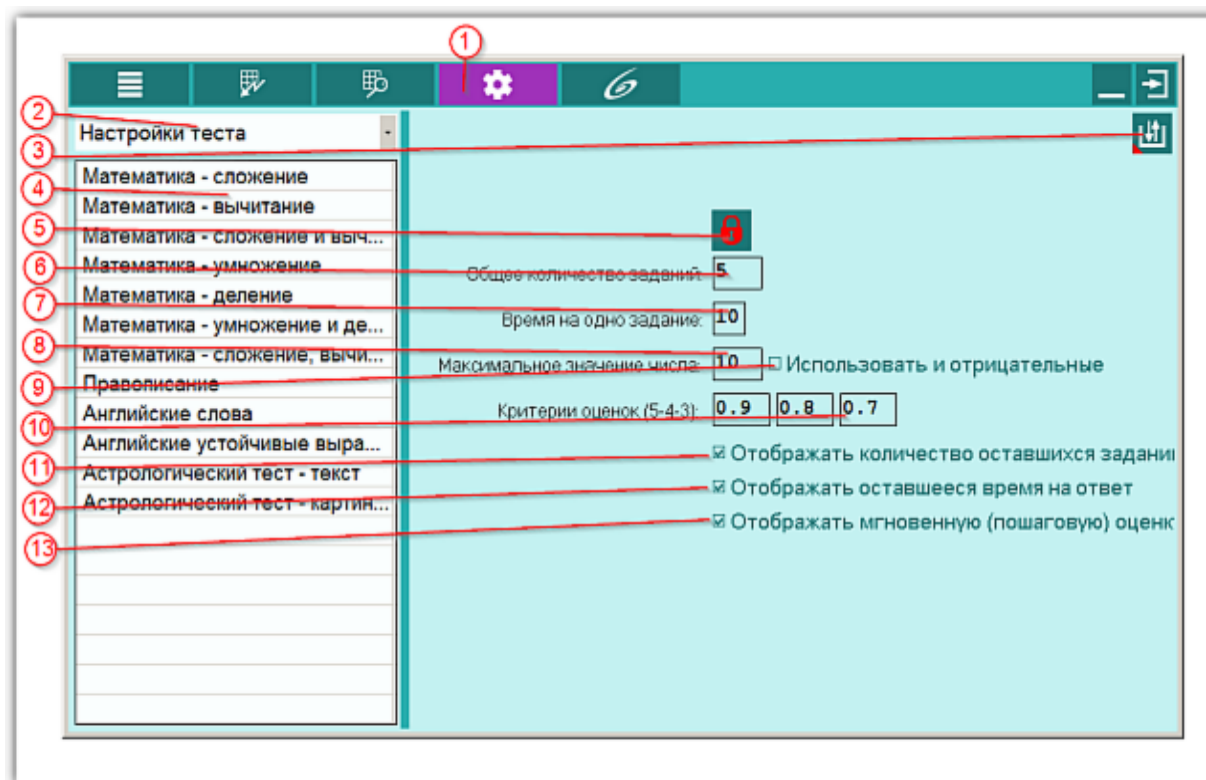 1
2
Настройки теста
3
Математика - сложение
4
Математика - вычитание
5
Математика - сложение и выч...
6
Математика - умножение
Общее количество заданий: 5
7
Математика - деление
Время на одно задание: 10
Математика - умножение и де...
8
Математика - сложение, вычи...
Максимальное значение числа: 10 Использовать и отрицательные
9
Правописание
Английские слова
Критерии оценок (5-4-3): 0.9 0.8 0.7
10
Английские устойчивые выра...
11
Отображать количество оставшихся задани
Астрологический тест - текст
12
Отображать оставшееся время на ответ
Астрологический тест - картин...
13
Отображать мгновенную (пошаговую) оценк